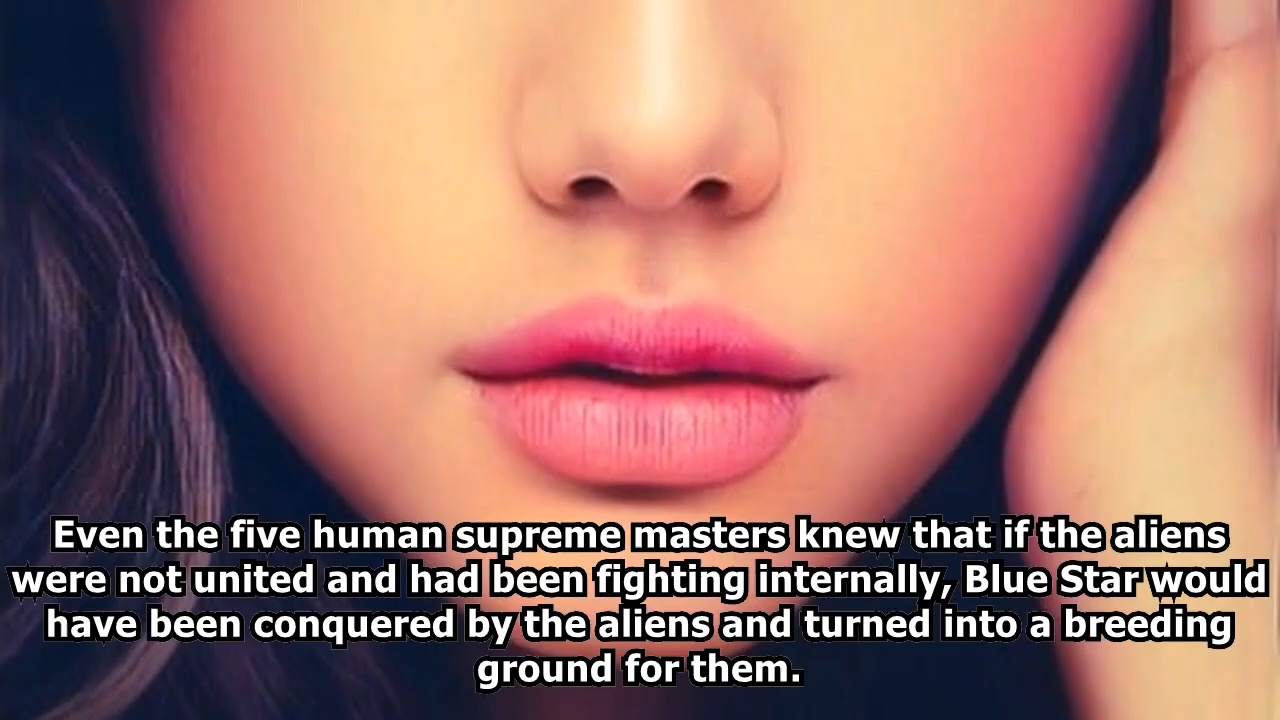 Even the five human supreme masters knew that if the aliens
were not united and had been fighting internally, Blue Star would
have been conquered by the aliens and turned into a breeding
ground for them.